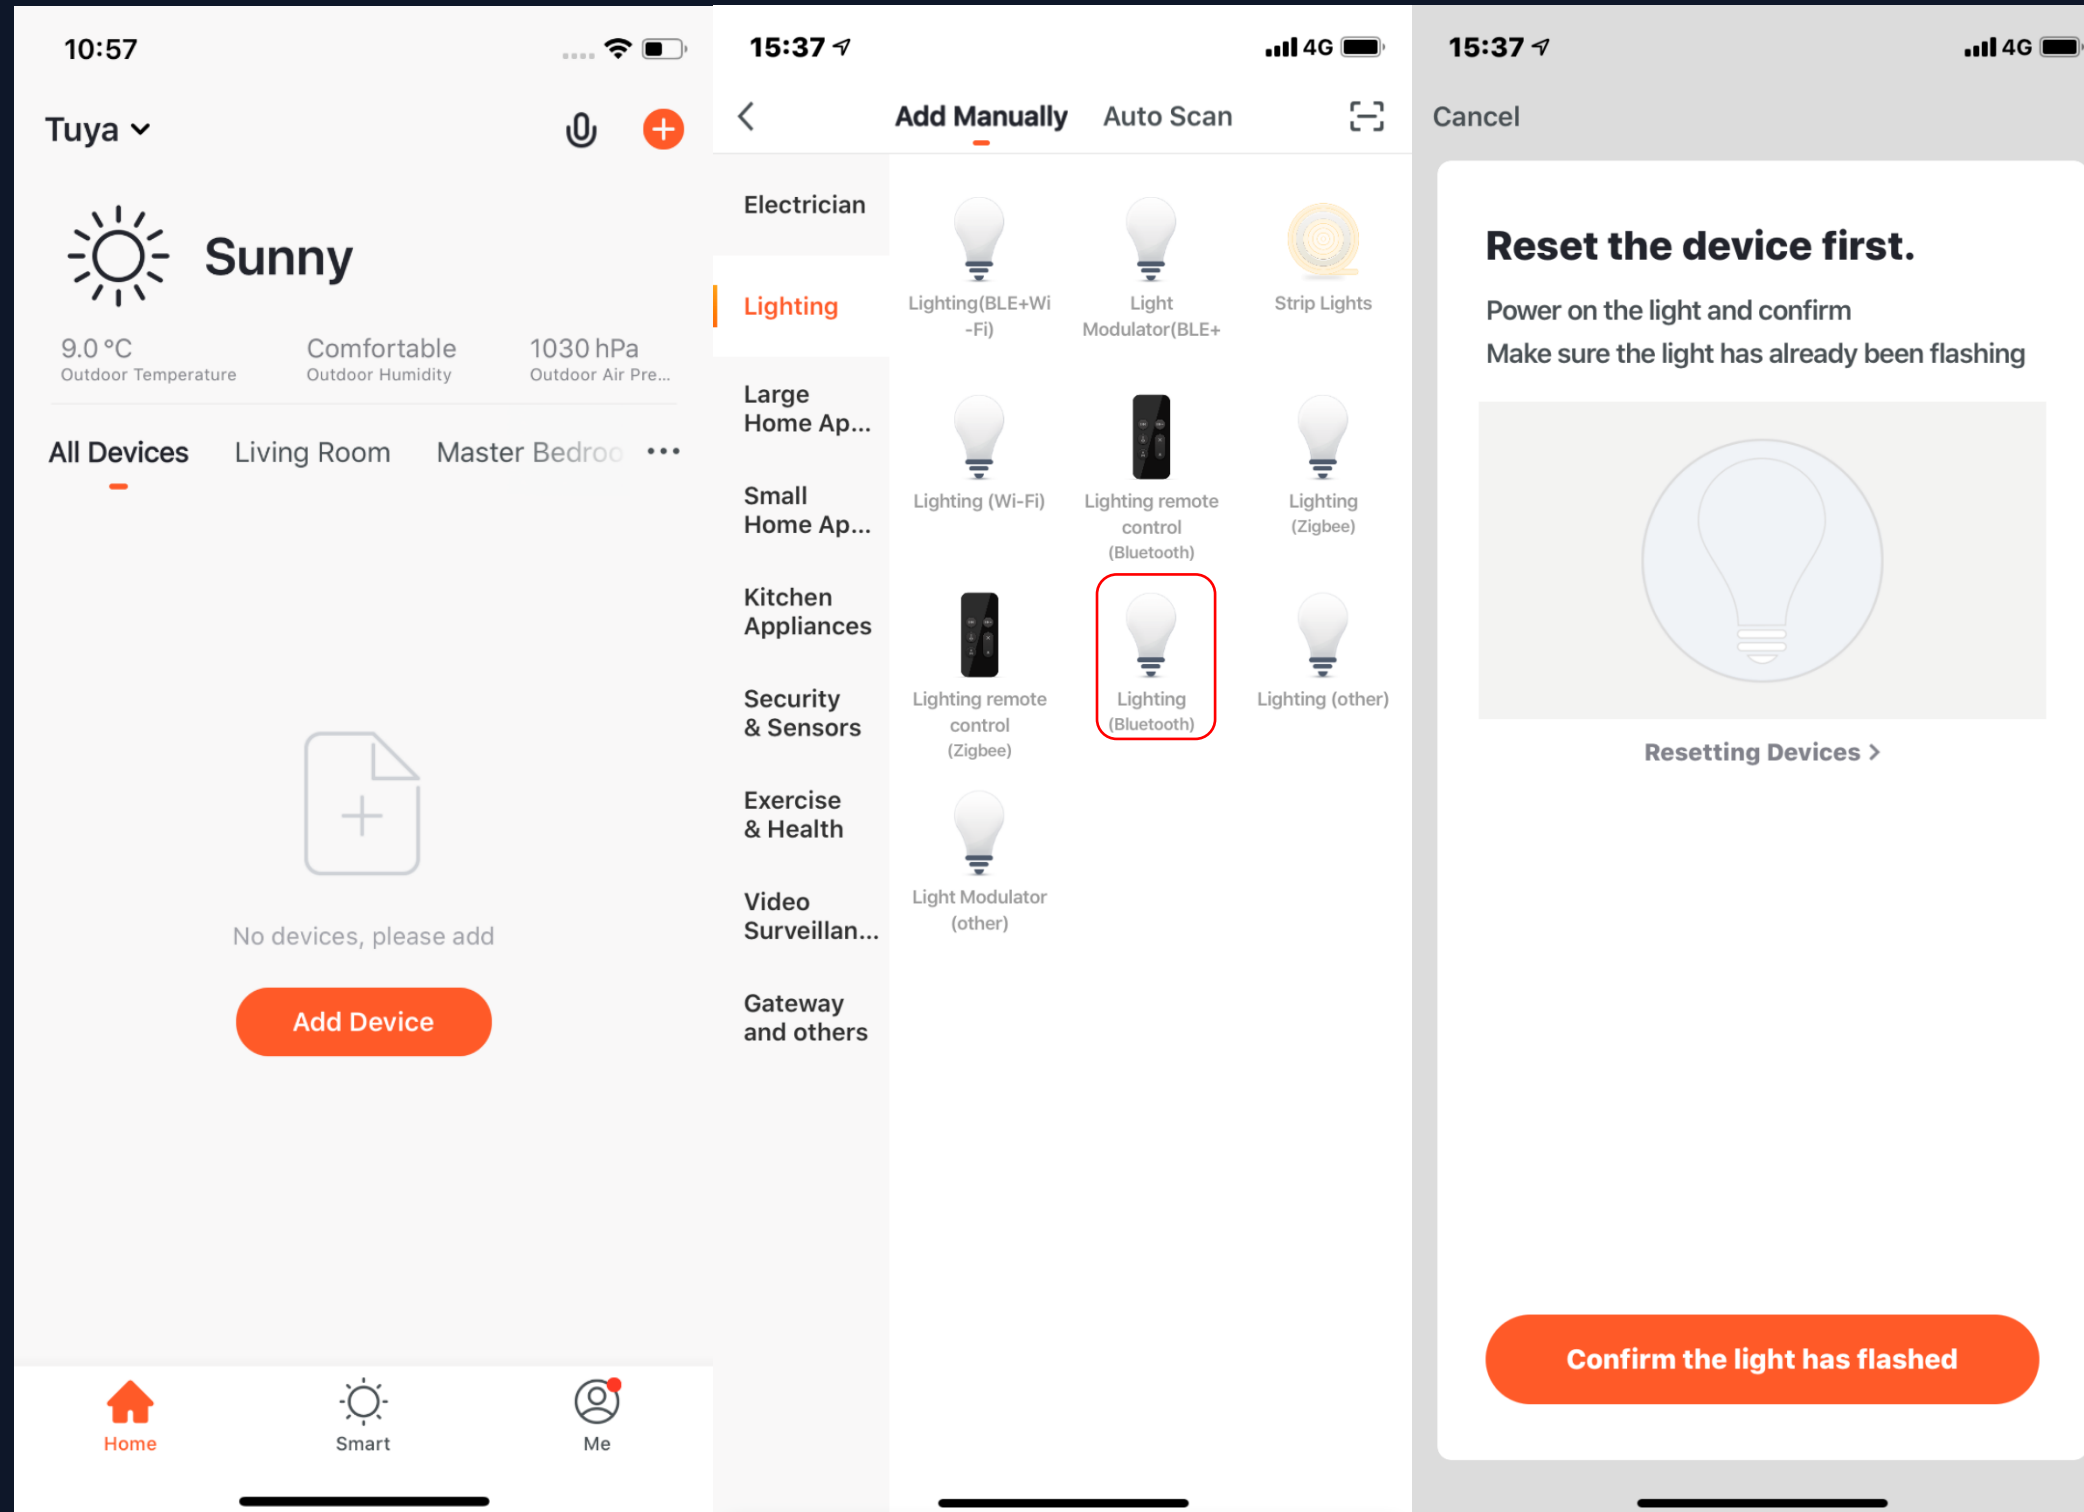 10:57
Tuya
Sunny
9.0 °C
Outdoor Temperature
Comfortable
Outdoor Humidity
1030 hPa
Outdoor Air Pre...
All Devices
Living Room
Master Bedroo
No devices, please add
Add Device
Home
Smart
Me
15:37
4G
Add Manually
Auto Scan
Electrician
Lighting
Large
Home Ap...
Small
Home Ap...
Kitchen
Appliances
Security
& Sensors
Exercise
& Health
Video
Surveillan...
Gateway
and others
Lighting(BLE+Wi
-Fi)
Light
Modulator(BLE+
Strip Lights
Lighting (Wi-Fi)
Lighting remote
control
(Bluetooth)
Lighting
(Zigbee)
Lighting remote
control
(Zigbee)
Lighting
(Bluetooth)
Lighting (other)
Light Modulator
(other)
15:37
4G
Cancel
Reset the device first.
Power on the light and confirm
Make sure the light has already been flashing
Resetting Devices >
Confirm the light has flashed